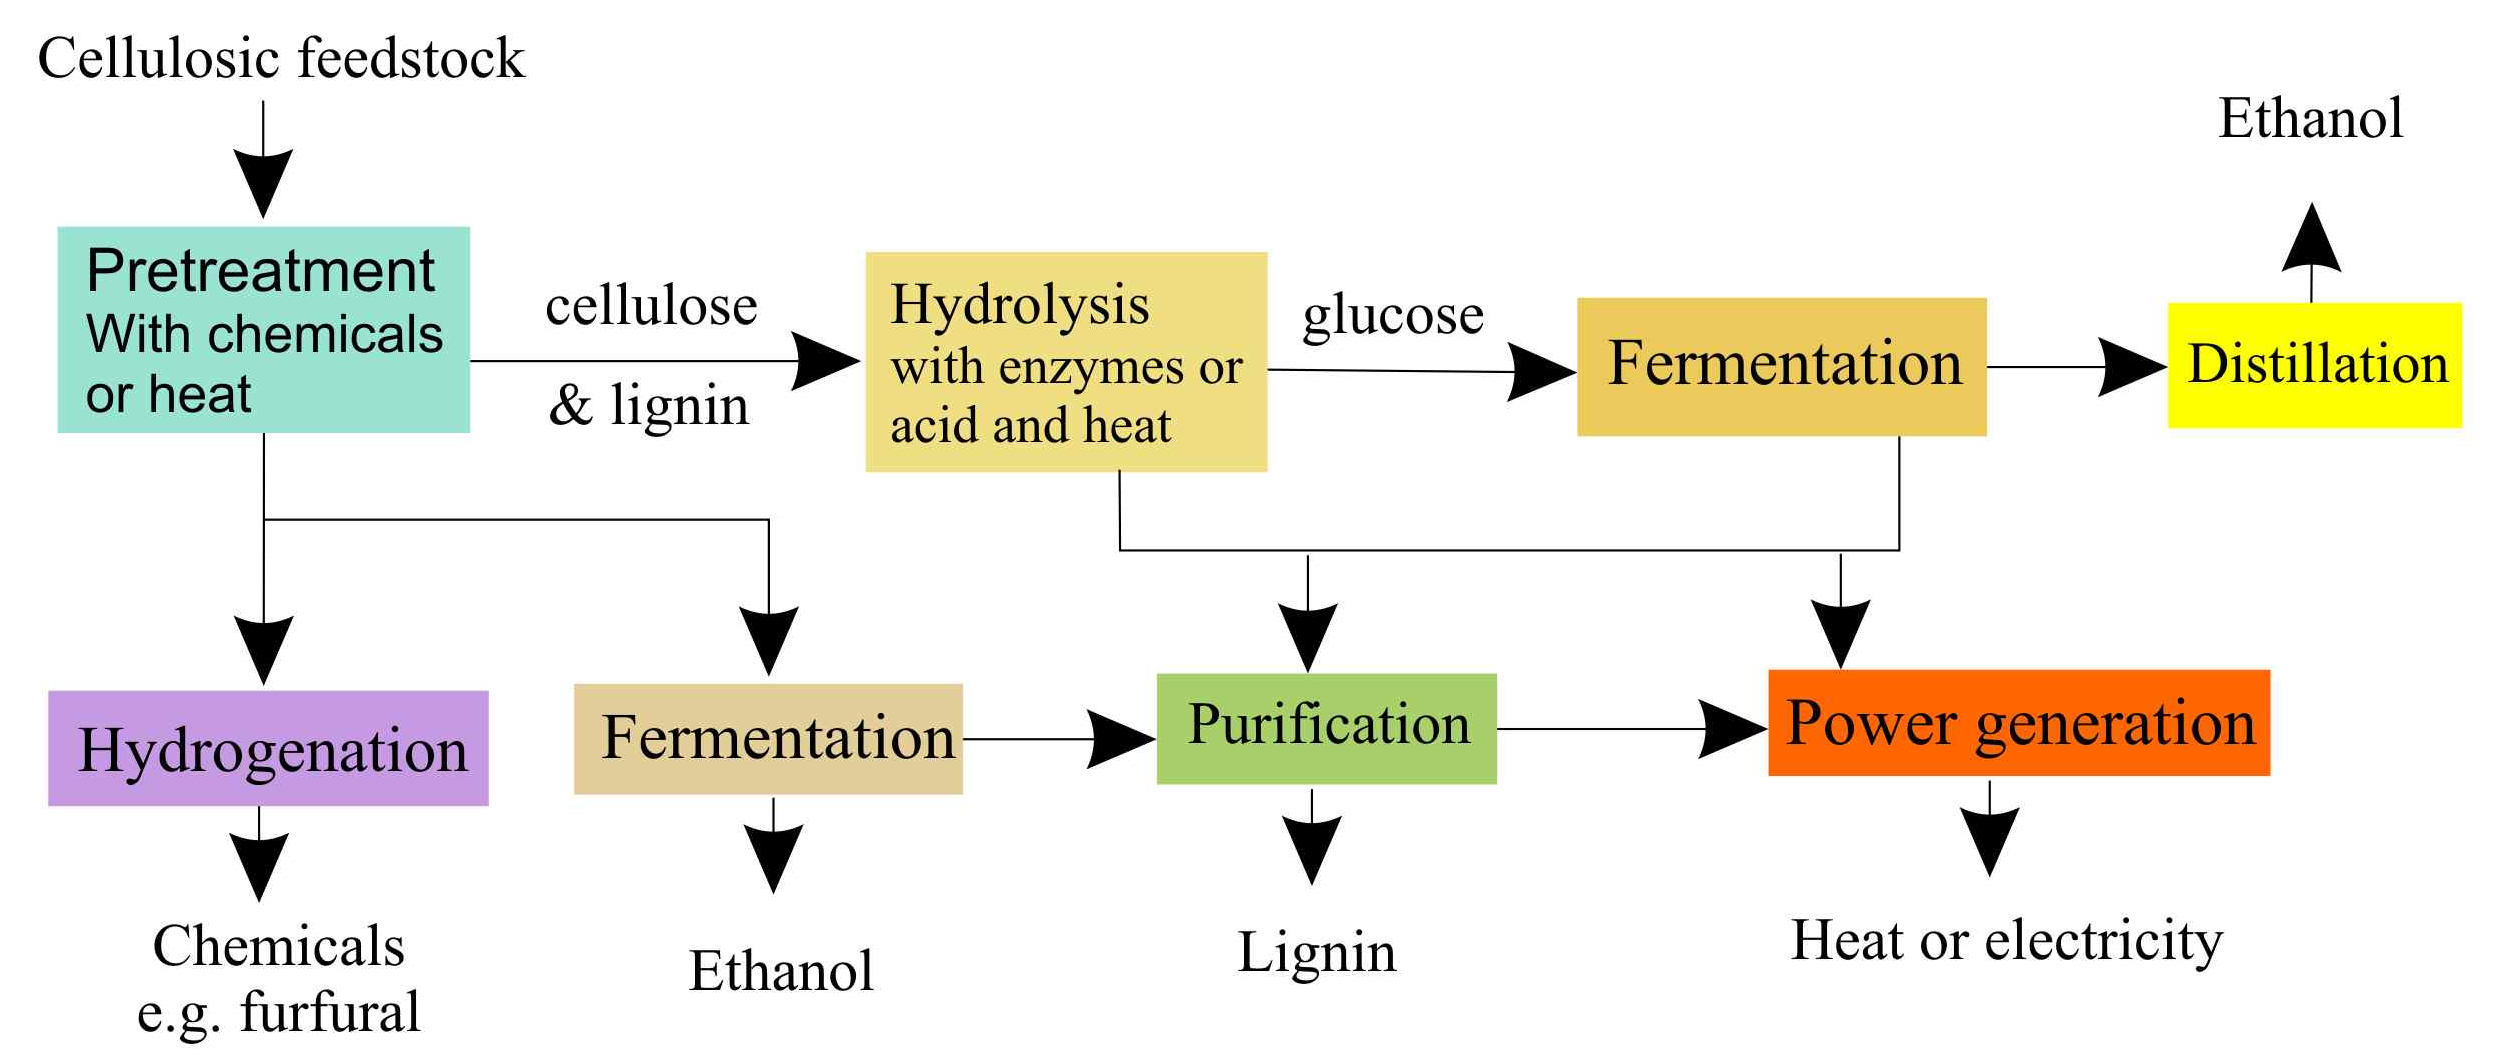 Cellulosic feedstock
Ethanol
Pretreatment
With chemicals
or heat
cellulose
& lignin
Hydrolysis
with enzymes or
acid and heat
glucose
Fermentation
Distillation
Hydrogenation
Fermentation
Purification
Power generation
Chemicals
e.g. furfural
Ethanol
Lignin
Heat or electricity